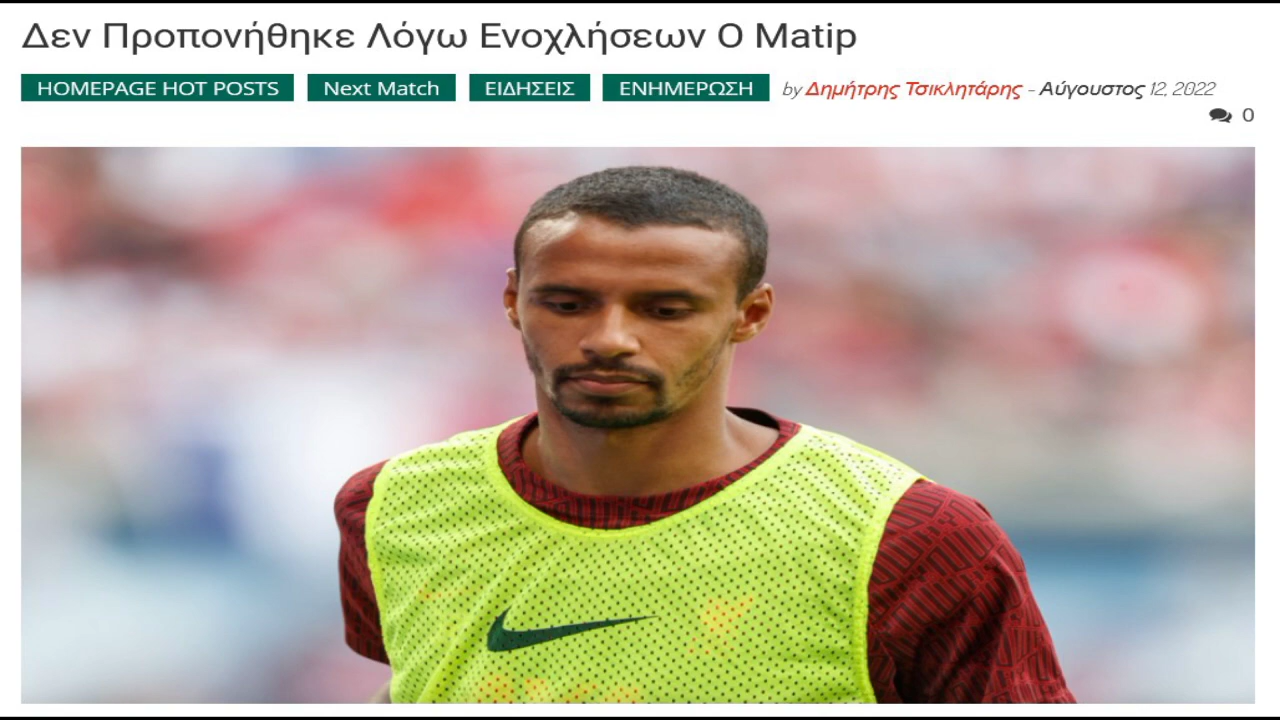 Δεν Προπονήθηκε Λόγω Ενοχλήσεων Ο Matip
HOMEPAGE HOT POSTS Next Match ΕΙΔΗΣΕΙΣ ΕΝΗΜΕΡΩΣΗ by Δημήτρης Τσικλητάρης - Αύγουστος 12, 2022
0